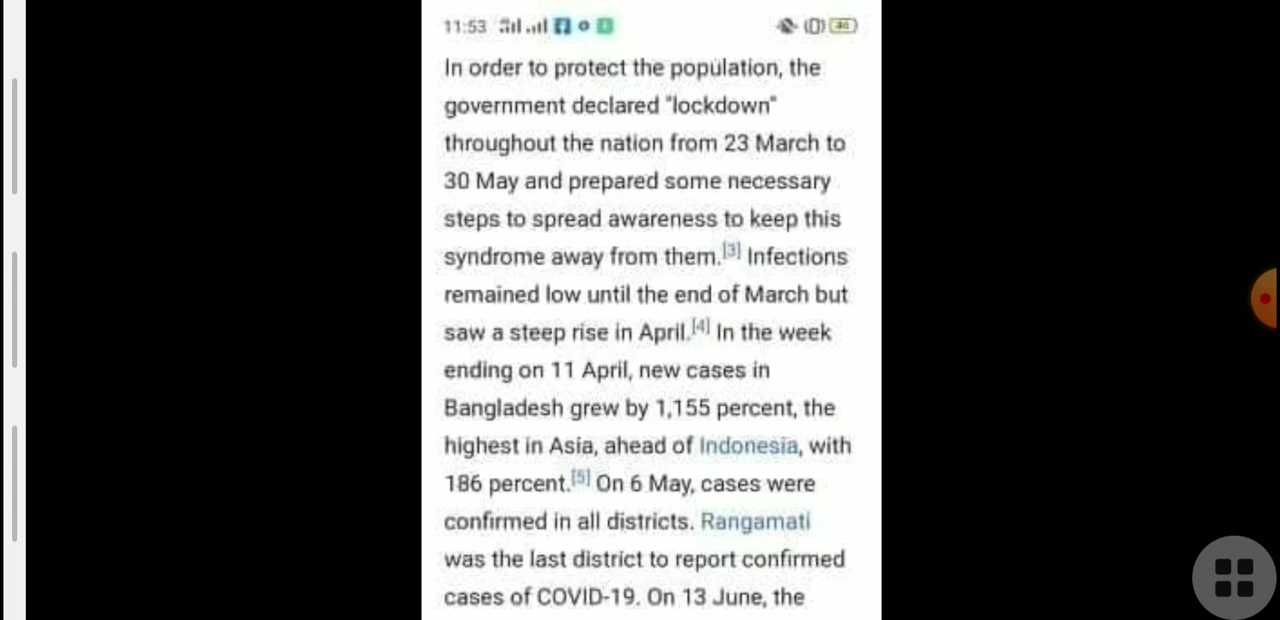 11:53
In order to protect the population, the
government declared "lockdown"
throughout the nation from 23 March to
30 May and prepared some necessary
steps to spread awareness to keep this
syndrome away from them.[3] Infections
remained low until the end of March but
saw a steep rise in April.[4] In the week
ending on 11 April, new cases in
Bangladesh grew by 1,155 percent, the
highest in Asia, ahead of Indonesia, with
186 percent.[5] On 6 May, cases were
confirmed in all districts. Rangamati
was the last district to report confirmed
cases of COVID-19. On 13 June, the